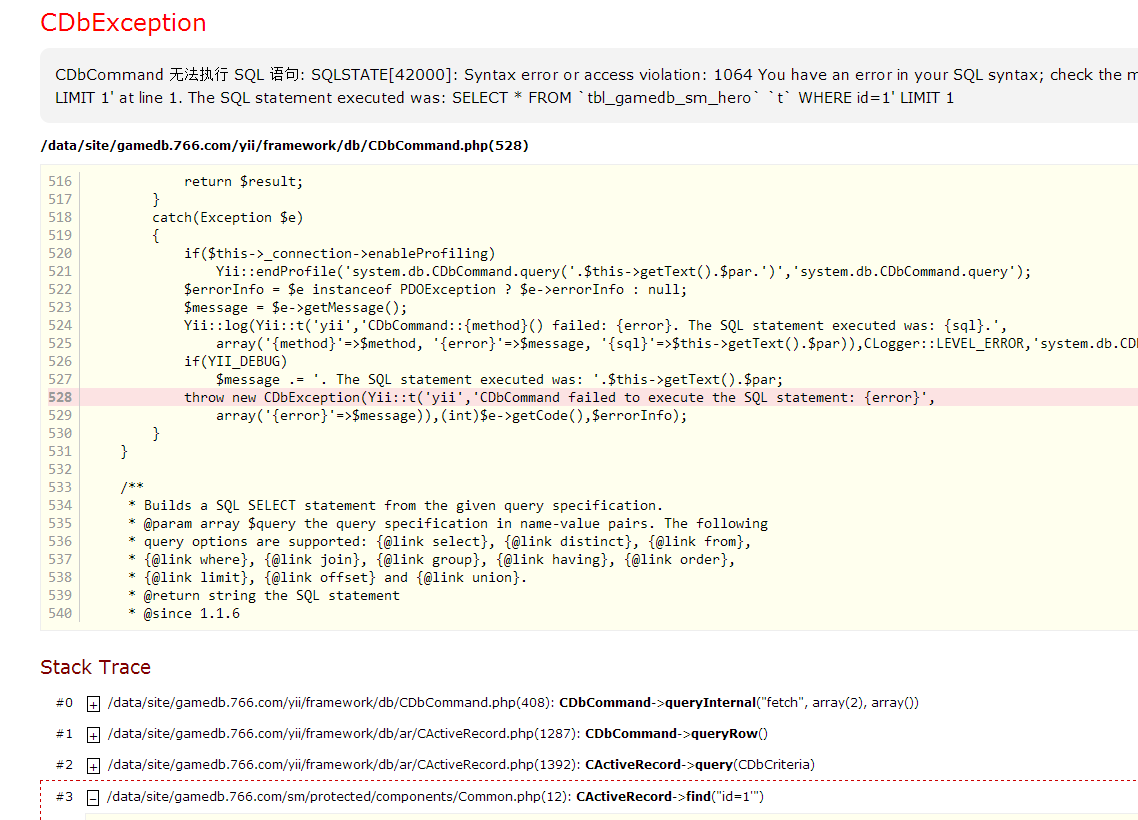 CDbException
CDbCommand 无法执行 SQL 语句: SQLSTATE[42000]: Syntax error or access violation: 1064 You have an error in your SQL syntax; check the m
LIMIT 1' at line 1. The SQL statement executed was: SELECT * FROM `tbl_gamedb_sm_hero` `t` WHERE id=1' LIMIT 1
/data/site/gamedb.766.com/yii/framework/db/CDbCommand.php(528)
516 return $result;
517 }
518 catch(Exception $e)
519 {
520 if($this->_connection->enableProfiling)
521 Yii::endProfile('system.db.CDbCommand.query('.$this->getText().$par.')','system.db.CDbCommand.query');
522 $errorInfo = $e instanceof PDOException ? $e->errorInfo : null;
523 $message = $e->getMessage();
524 Yii::log(Yii::t('yii','CDbCommand::{method}() failed: {error}. The SQL statement executed was: {sql}.',
525 array('{method}'=>$method, '{error}'=>$message, '{sql}'=>$this->getText().$par)),CLogger::LEVEL_ERROR,'system.db.CD
526 if(YII_DEBUG)
527 $message .= '. The SQL statement executed was: '.$this->getText().$par;
528 throw new CDbException(Yii::t('yii','CDbCommand failed to execute the SQL statement: {error}',
529 array('{error}'=>$message)),(int)$e->getCode(),$errorInfo);
530 }
531 }
532
533 /**
534 * Builds a SQL SELECT statement from the given query specification.
535 * @param array $query the query specification in name-value pairs. The following
536 * query options are supported: {@link select}, {@link distinct}, {@link from},
537 * {@link where}, {@link join}, {@link group}, {@link having}, {@link order},
538 * {@link limit}, {@link offset} and {@link union}.
539 * @return string the SQL statement
540 * @since 1.1.6
Stack Trace
#0 + /data/site/gamedb.766.com/yii/framework/db/CDbCommand.php(408): CDbCommand->queryInternal("fetch", array(2), array())
#1 + /data/site/gamedb.766.com/yii/framework/db/ar/CActiveRecord.php(1287): CDbCommand->queryRow()
#2 + /data/site/gamedb.766.com/yii/framework/db/ar/CActiveRecord.php(1392): CActiveRecord->query(CDbCriteria)
#3 − /data/site/gamedb.766.com/sm/protected/components/Common.php(12): CActiveRecord->find("id=1'")